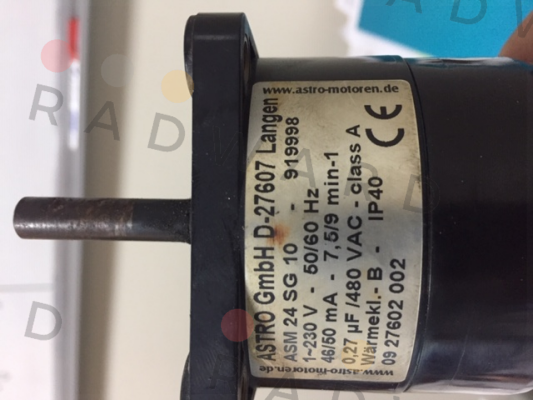 www.astro-motoren.de
ASTRO GmbH D-27607 Langen
ASM 24 SG 10 - 919998
1~230 V - 50/60 Hz
46/50 mA - 7,5/9 min-1
0,27 µF /480 VAC - class A
Wärmekl.- B - IP40
09 27602 002
CE
www.astro-motoren.de
RADWARD